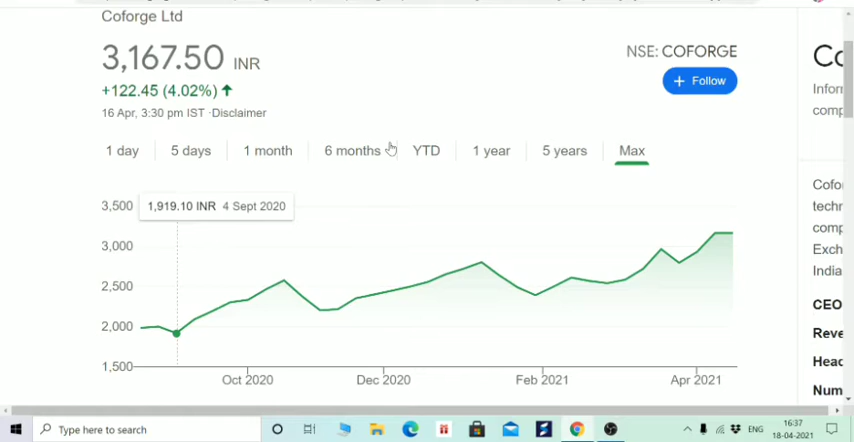 Coforge Ltd
3,167.50 INR
+122.45 (4.02%)
16 Apr, 3:30 pm IST ·Disclaimer
NSE: COFORGE
+ Follow
1 day 5 days 1 month 6 months YTD 1 year 5 years Max
1,919.10 INR 4 Sept 2020
3,500
3,000
2,500
2,000
1,500
Oct 2020 Dec 2020 Feb 2021 Apr 2021
Co
Inforr
comp
Cofor
techr
comp
Exch
India
CEO
Reve
Head
Num
Type here to search
ENG
16:37
18-04-2021